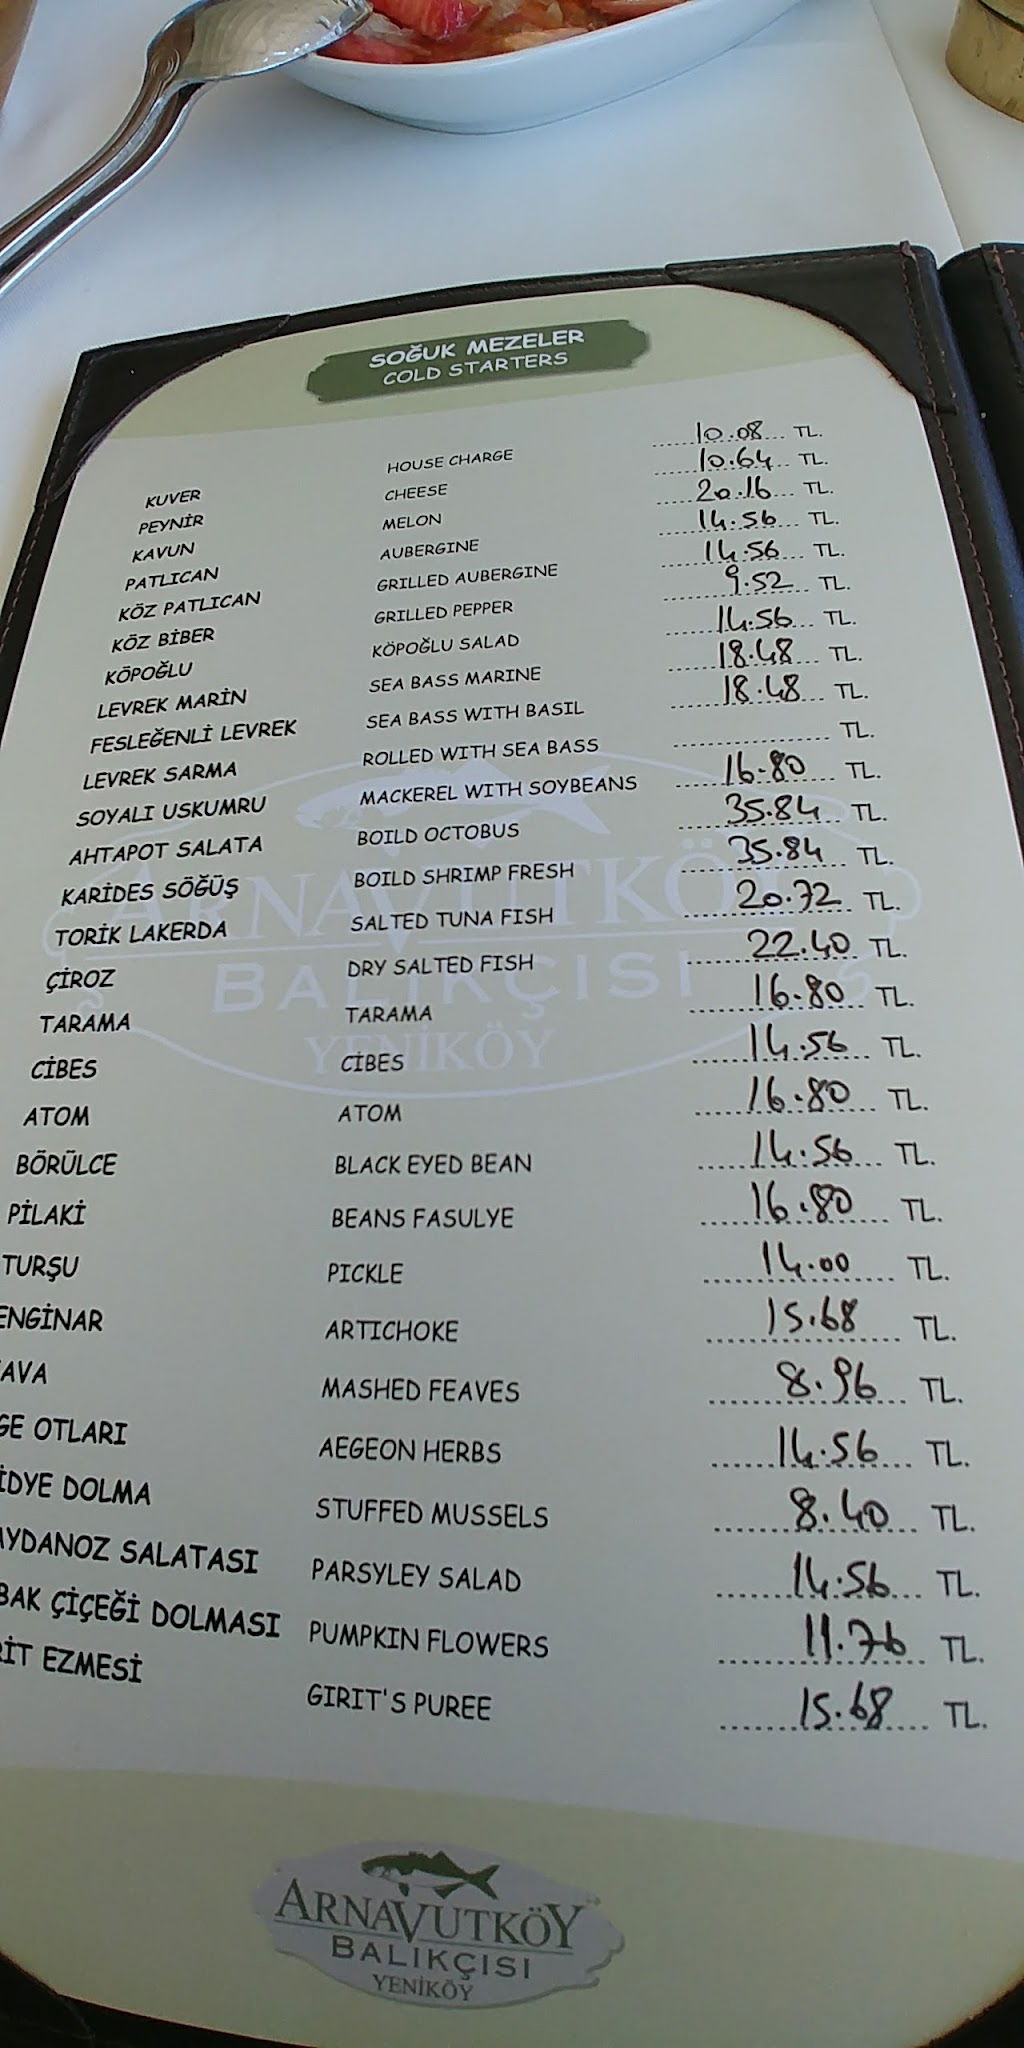 SOĞUK MEZELER
COLD STARTERS
KUVER HOUSE CHARGE 10.08 TL.
PEYNİR CHEESE 10.64 TL.
KAVUN MELON 20.16 TL.
PATLICAN AUBERGINE 14.56 TL.
KÖZ PATLICAN GRILLED AUBERGINE 14.56 TL.
KÖZ BİBER GRILLED PEPPER 9.52 TL.
KÖPOĞLU KÖPOĞLU SALAD 14.56 TL.
LEVREK MARİN SEA BASS MARINE 18.48 TL.
FESLEĞENLİ LEVREK SEA BASS WITH BASIL 18.48 TL.
LEVREK SARMA ROLLED WITH SEA BASS TL.
SOYALI USKUMRU MACKEREL WITH SOYBEANS 16.80 TL.
AHTAPOT SALATA BOILD OCTOBUS 35.84 TL.
KARİDES SÖĞÜŞ BOILD SHRIMP FRESH 35.84 TL.
TORİK LAKERDA SALTED TUNA FISH 20.72 TL.
ÇİROZ DRY SALTED FISH 22.40 TL.
TARAMA TARAMA 16.80 TL.
CİBES CİBES 14.56 TL.
ATOM ATOM 16.80 TL.
BÖRÜLCE BLACK EYED BEAN 14.56 TL.
PİLAKİ BEANS FASULYE 16.80 TL.
TURŞU PICKLE 14.00 TL.
ENGİNAR ARTICHOKE 15.68 TL.
AVA MASHED FEAVES 8.96 TL.
GE OTLARI AEGEON HERBS 14.56 TL.
İDYE DOLMA STUFFED MUSSELS 8.40 TL.
AYDANOZ SALATASI PARSYLEY SALAD 14.56 TL.
BAK ÇİÇEĞİ DOLMASI PUMPKIN FLOWERS 11.76 TL.
RİT EZMESİ GIRIT'S PUREE 15.68 TL.
ARNAVUTKÖY
BALIKÇISI
YENİKÖY
ARNAVUTKÖY
BALIKÇISI
YENİKÖY